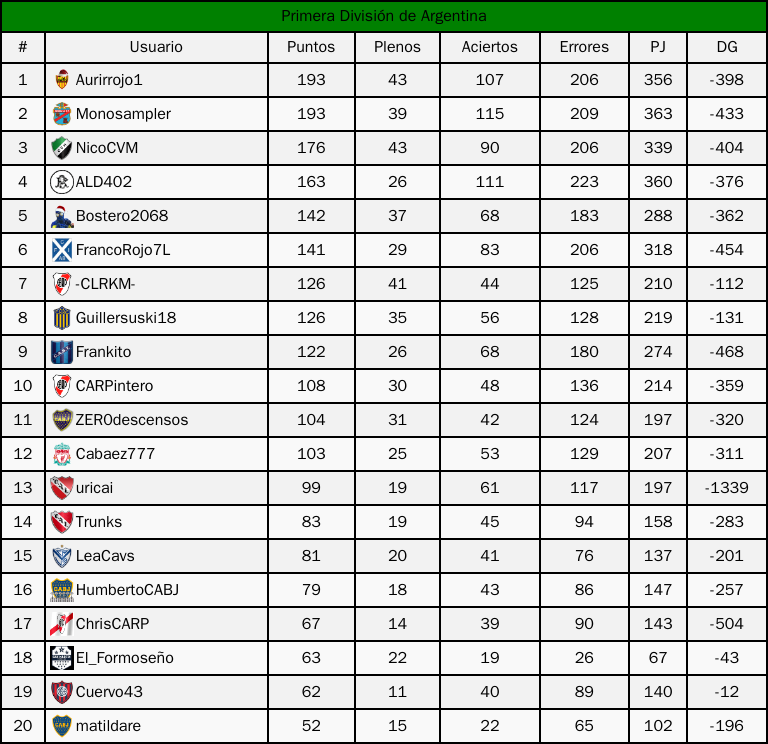 Primera División de Argentina
# Usuario Puntos Plenos Aciertos Errores PJ DG
1 Aurirrojo1 193 43 107 206 356 -398
2 Monosampler 193 39 115 209 363 -433
3 NicoCVM 176 43 90 206 339 -404
4 ALD402 163 26 111 223 360 -376
5 Bostero2068 142 37 68 183 288 -362
6 FrancoRojo7L 141 29 83 206 318 -454
7 -CLRKM- 126 41 44 125 210 -112
8 Guillersuski18 126 35 56 128 219 -131
9 Frankito 122 26 68 180 274 -468
10 CARPintero 108 30 48 136 214 -359
11 ZER0descensos 104 31 42 124 197 -320
12 Cabaez777 103 25 53 129 207 -311
13 uricai 99 19 61 117 197 -1339
14 Trunks 83 19 45 94 158 -283
15 LeaCavs 81 20 41 76 137 -201
16 HumbertoCABJ 79 18 43 86 147 -257
17 ChrisCARP 67 14 39 90 143 -504
18 El_Formoseño 63 22 19 26 67 -43
19 Cuervo43 62 11 40 89 140 -12
20 matildare 52 15 22 65 102 -196